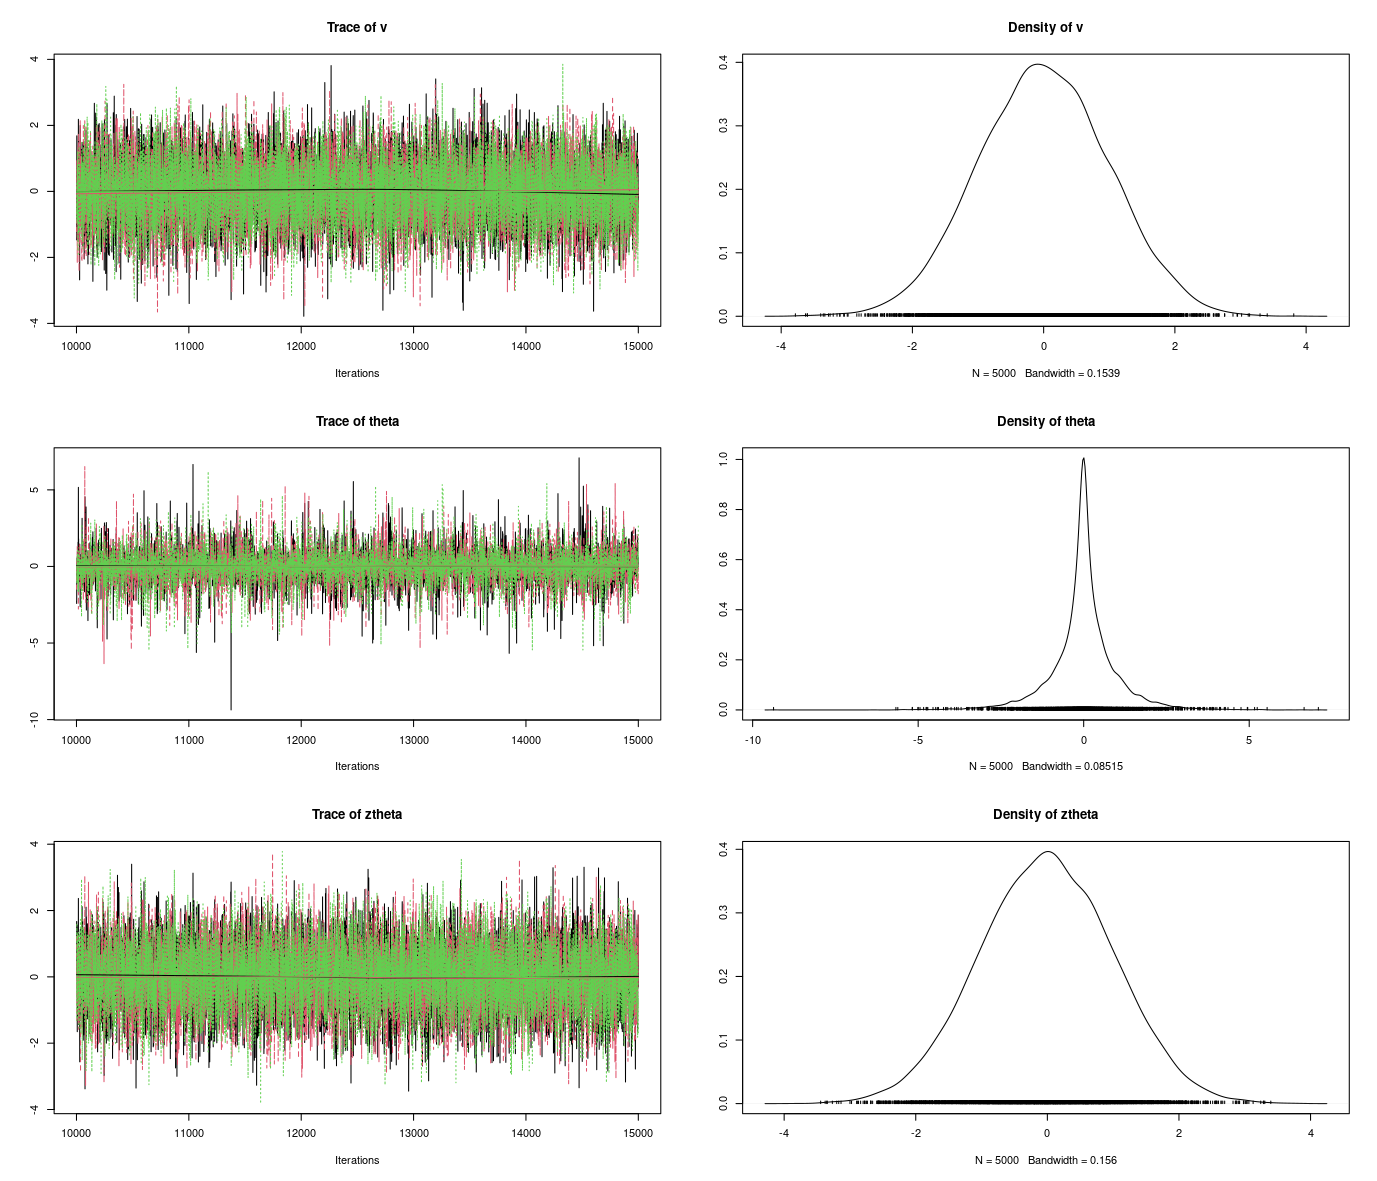 Trace of v
4
2
0
-2
-4
10000 11000 12000 13000 14000 15000
Iterations
Density of v
0.4
0.3
0.2
0.1
0.0
-4 -2 0 2 4
N = 5000 Bandwidth = 0.1539
Trace of theta
5
0
-5
-10
10000 11000 12000 13000 14000 15000
Iterations
Density of theta
1.0
0.8
0.6
0.4
0.2
0.0
-10 -5 0 5
N = 5000 Bandwidth = 0.08515
Trace of ztheta
4
2
0
-2
-4
10000 11000 12000 13000 14000 15000
Iterations
Density of ztheta
0.4
0.3
0.2
0.1
0.0
-4 -2 0 2 4
N = 5000 Bandwidth = 0.156